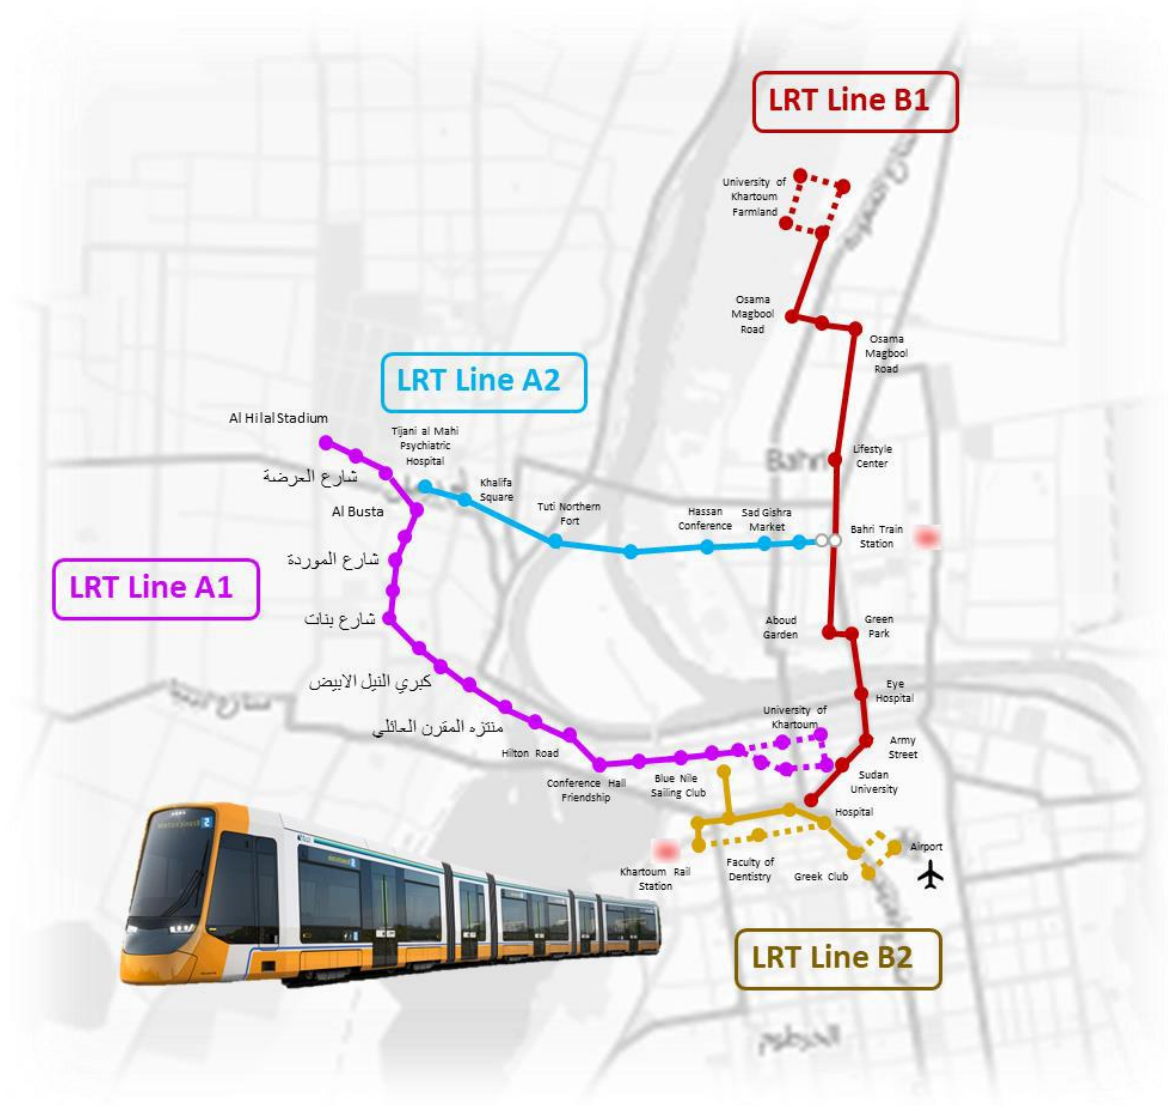 LRT Line B1
University of
Khartoum
Farmland
Osama
Magbool
Road
Osama
Magbool
Road
LRT Line A2
Al Hilal Stadium
Tijani al Mahi
Psychiatric
Hospital
شارع العرضة
Khalifa
Square
Al Busta
Tuti Northern
Fort
Hassan
Conference
Sad Gishra
Market
Bahri
Lifestyle
Center
Bahri Train
Station
شارع الموردة
LRT Line A1
شارع بنات
Aboud
Garden
Green
Park
كبري النيل الابيض
Eye
Hospital
منتزه المقرن العائلي
University of
Khartoum
Hilton Road
Army
Street
Conference Hall
Friendship
Blue Nile
Sailing Club
Sudan
University
Hospital
Khartoum Rail
Station
Faculty of
Dentistry
Greek Club
Airport
LRT Line B2
الخرطوم